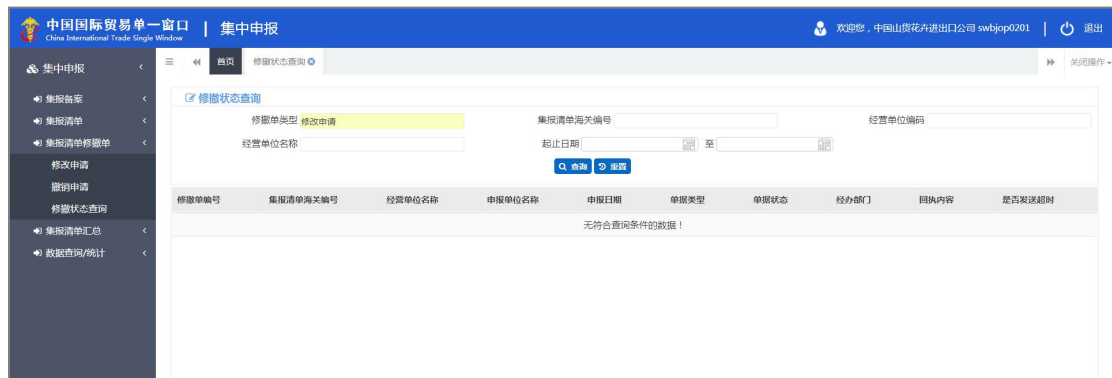 中国国际贸易单一窗口 | 集中申报
China International Trade Single Window
欢迎您，中国山货花卉进出口公司 swbjop0201 | 退出
集中申报
首页 修撤状态查询 关闭操作
集报备案
集报清单
集报清单修撤单
修改申请
撤销申请
修撤状态查询
集报清单汇总
数据查询/统计
修撤状态查询
修撤单类型 修改申请 集报清单海关编号 经营单位编码
经营单位名称 起止日期 至
查询 重置
修撤单编号 集报清单海关编号 经营单位名称 申报单位名称 申报日期 单据类型 单据状态 经办部门 回执内容 是否发送超时
无符合查询条件的数据！